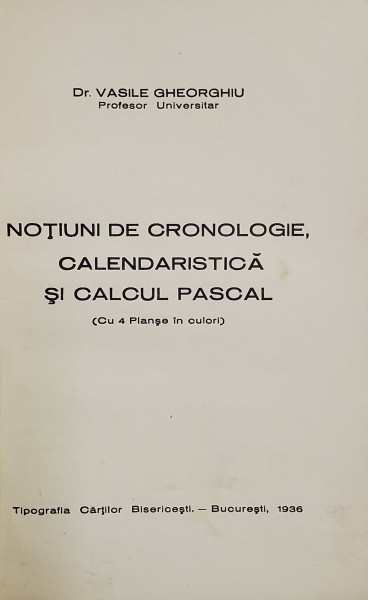 Dr. VASILE GHEORGHIU
Profesor Universitar
NOŢIUNI DE CRONOLOGIE,
CALENDARISTICĂ
ŞI CALCUL PASCAL
(Cu 4 Planşe în culori)
Tipografia Cărţilor Bisericeşti. — Bucureşti, 1936